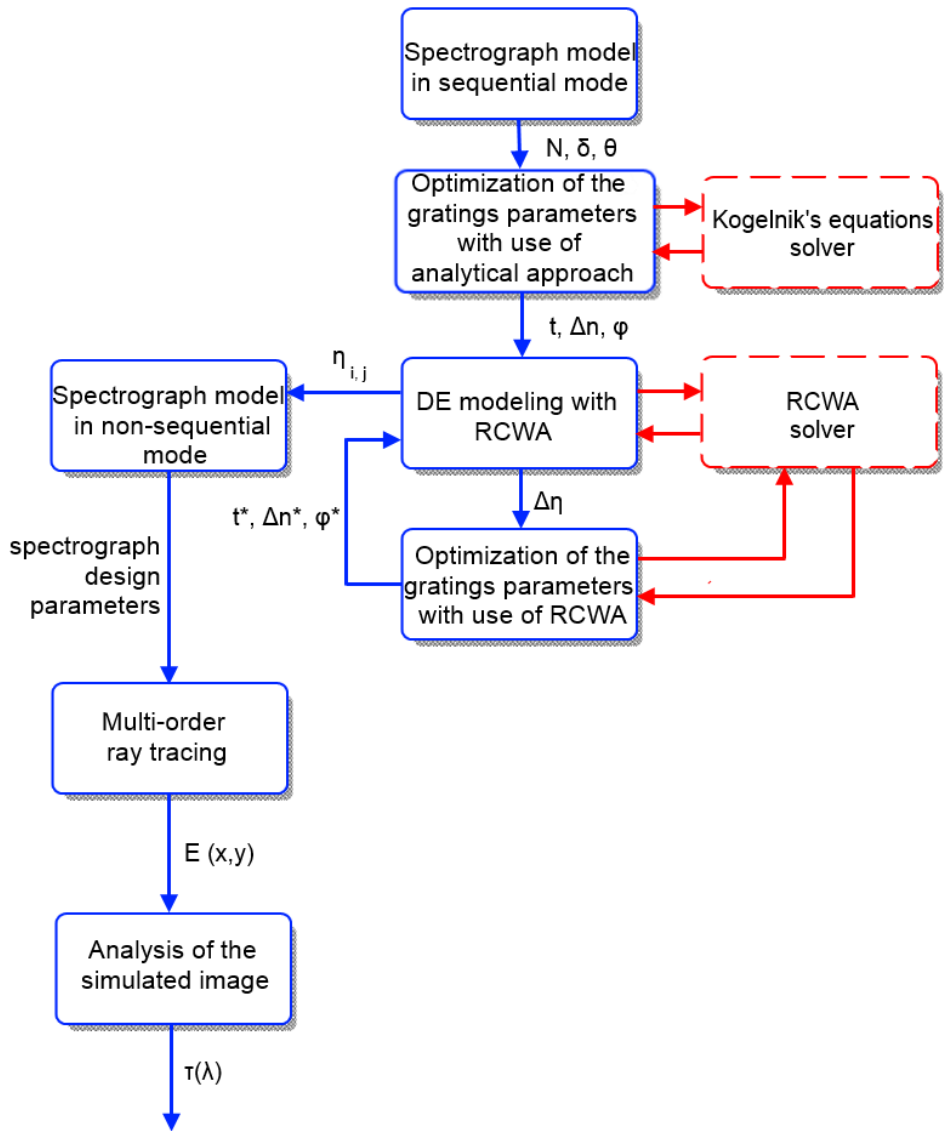 Spectrograph model
in sequential mode
N, δ, θ
Optimization of the
gratings parameters
with use of
analytical approach
Kogelnik's equations
solver
t, Δn, φ
η i, j
Spectrograph model
in non-sequential
mode
DE modeling with
RCWA
RCWA
solver
t*, Δn*, φ*
Δη
spectrograph
design
parameters
Optimization of the
gratings parameters
with use of RCWA
Multi-order
ray tracing
E (x,y)
Analysis of the
simulated image
τ(λ)